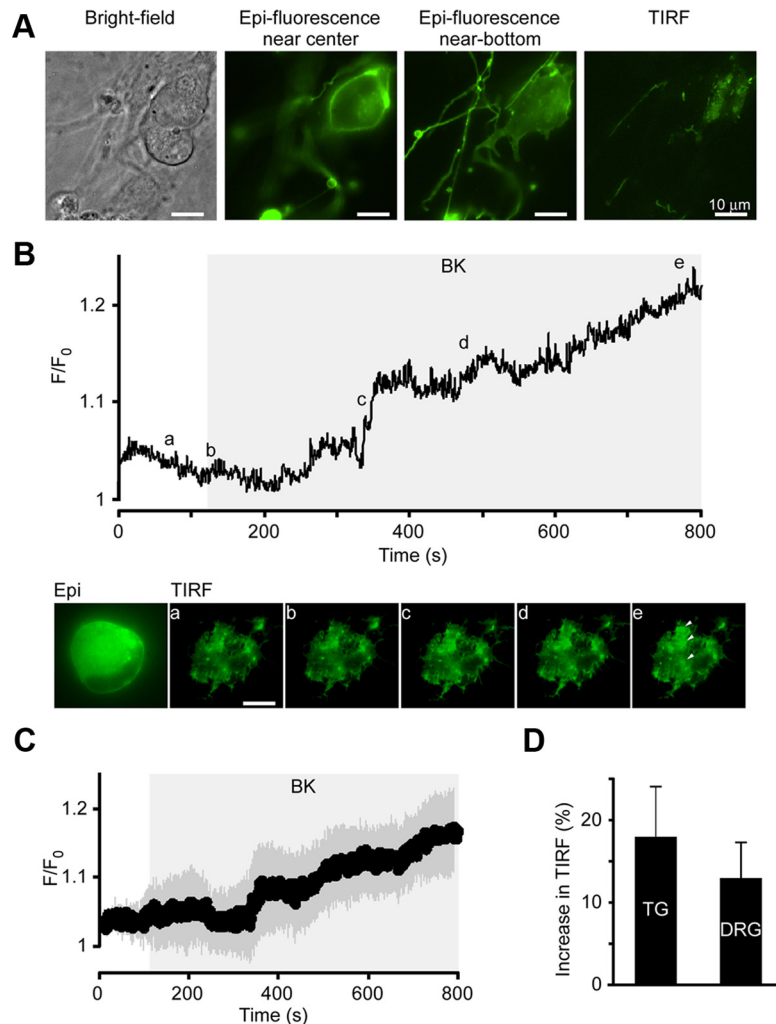 A
Bright-field
Epi-fluorescence
near center
Epi-fluorescence
near-bottom
TIRF
10 μm
B
BK
F/F0
1.2
1.1
1
a
b
c
d
e
0
200
400
600
800
Time (s)
Epi
TIRF
a
b
c
d
e
C
BK
F/F0
1.2
1.11
1
0
200
400
600
800
Time (s)
D
Increase in TIRF (%)
20
10
0
TG
DRG